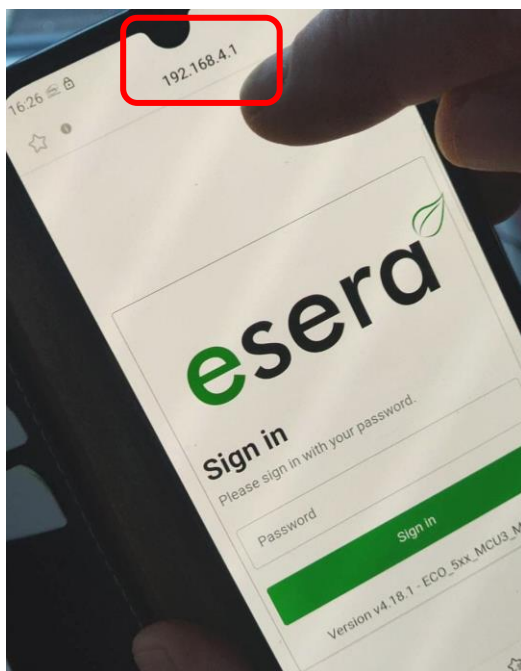 16:26
192.168.4.1
esera
Sign in
Please sign in with your password.
Password
Sign in
Version v4.18.1 - ECO_5xx_MCU3_M